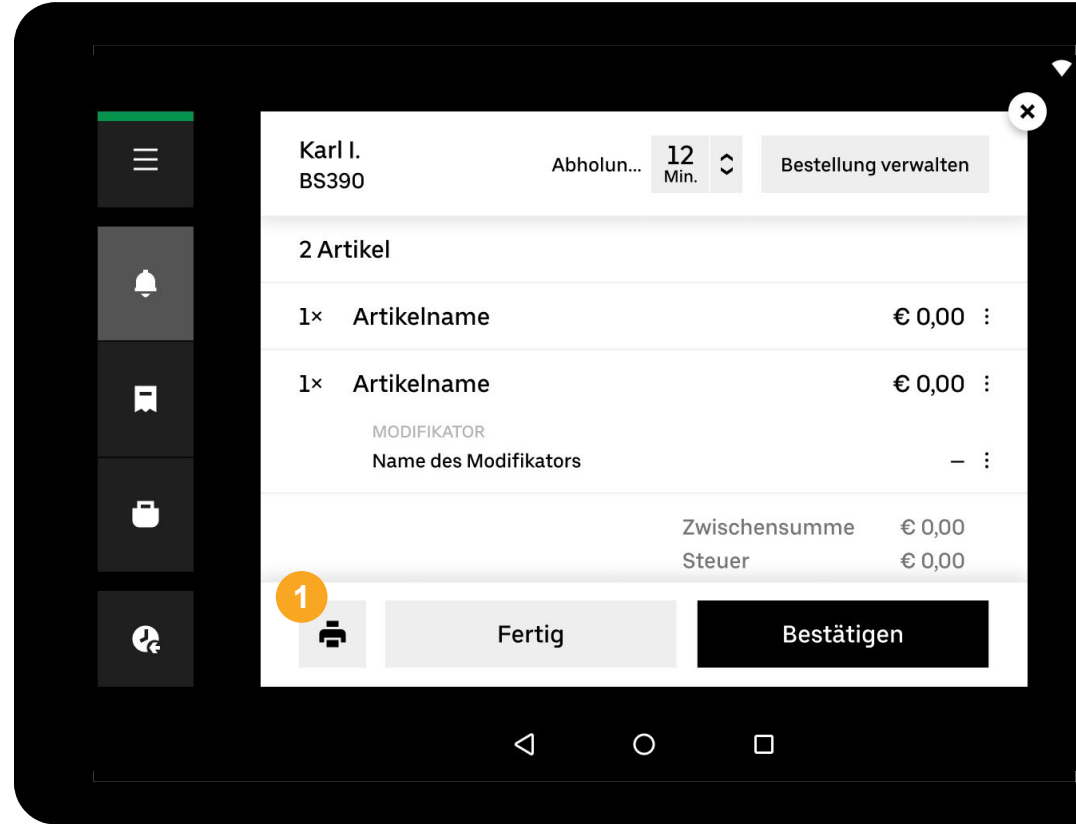 Karl I.
BS390
Abholun...
12
Min.
Bestellung verwalten
2 Artikel
1× Artikelname € 0,00
1× Artikelname € 0,00
MODIFIKATOR
Name des Modifikators –
Zwischensumme € 0,00
Steuer € 0,00
1
Fertig
Bestätigen